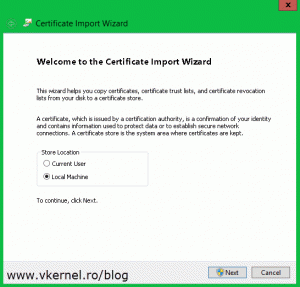 Certificate Import Wizard
Welcome to the Certificate Import Wizard
This wizard helps you copy certificates, certificate trust lists, and certificate revocation
lists from your disk to a certificate store.
A certificate, which is issued by a certification authority, is a confirmation of your identity
and contains information used to protect data or to establish secure network
connections. A certificate store is the system area where certificates are kept.
Store Location
Current User
Local Machine
To continue, click Next.
www.vkernel.ro/blog
Next
Cancel